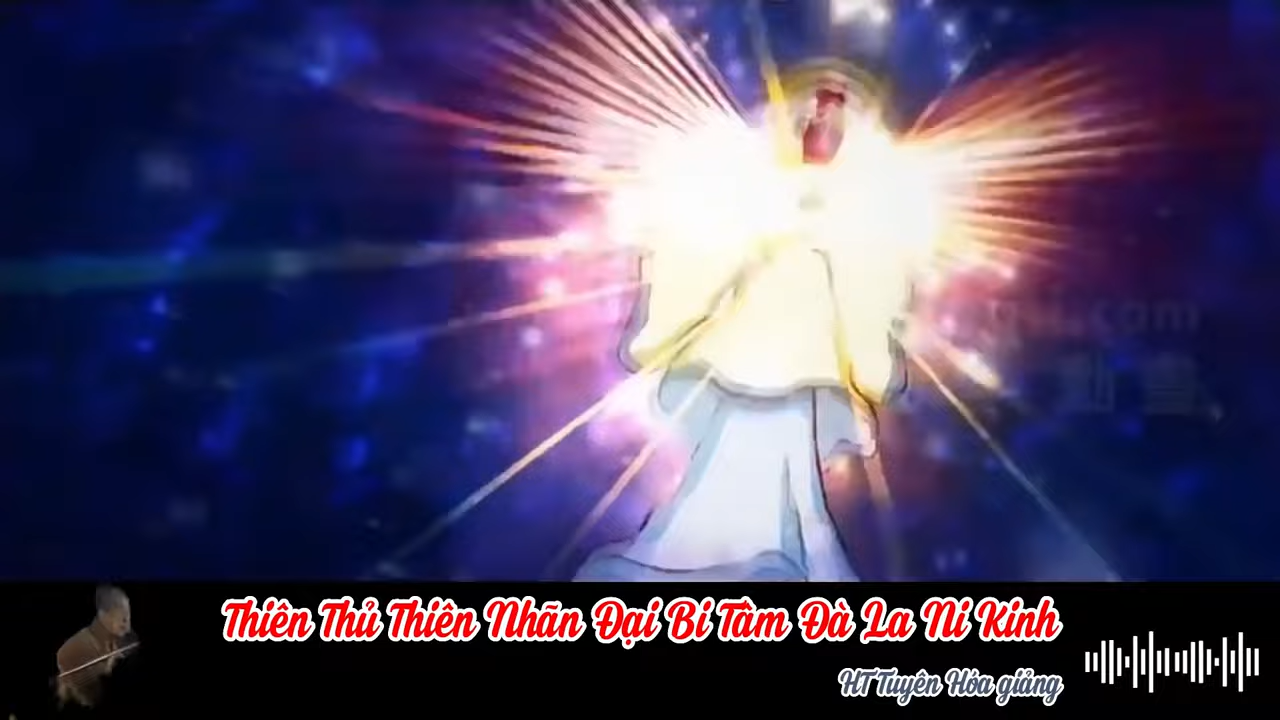 Thiên Thủ Thiên Nhãn Đại Bi Tâm Đà La Ni Kinh
HT Tuyên Hóa giảng